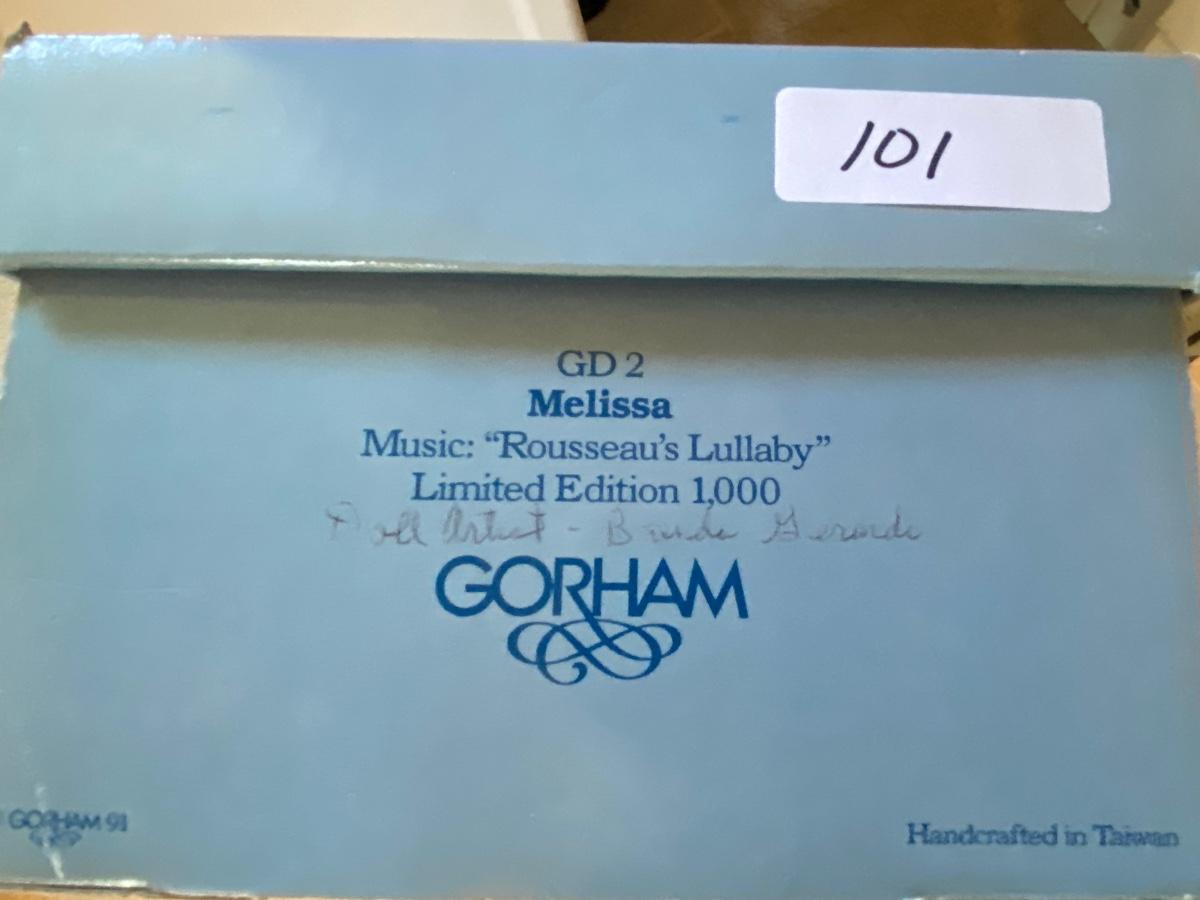 101
GD 2
Melissa
Music: “Rousseau’s Lullaby”
Limited Edition 1,000
Doll Artist - Brenda Gerardi
GORHAM
GORHAM 91
Handcrafted in Taiwan